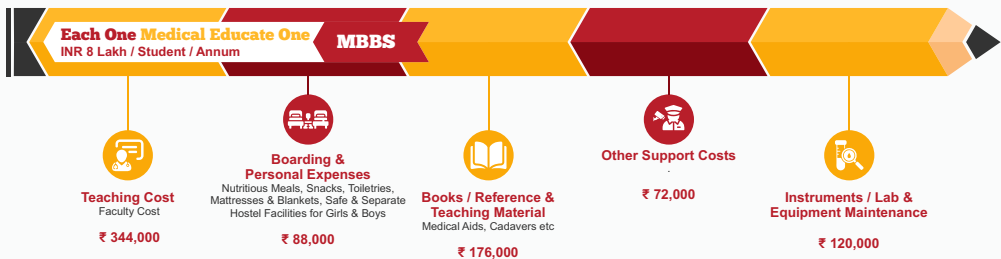 Each One Medical Educate One
INR 8 Lakh / Student / Annum
MBBS
Teaching Cost
Faculty Cost
₹ 344,000
Boarding &
Personal Expenses
Nutritious Meals, Snacks, Toiletries,
Mattresses & Blankets, Safe & Separate
Hostel Facilities for Girls & Boys
₹ 88,000
Books / Reference &
Teaching Material
Medical Aids, Cadavers etc
₹ 176,000
Other Support Costs
.
₹ 72,000
Instruments / Lab &
Equipment Maintenance
₹ 120,000